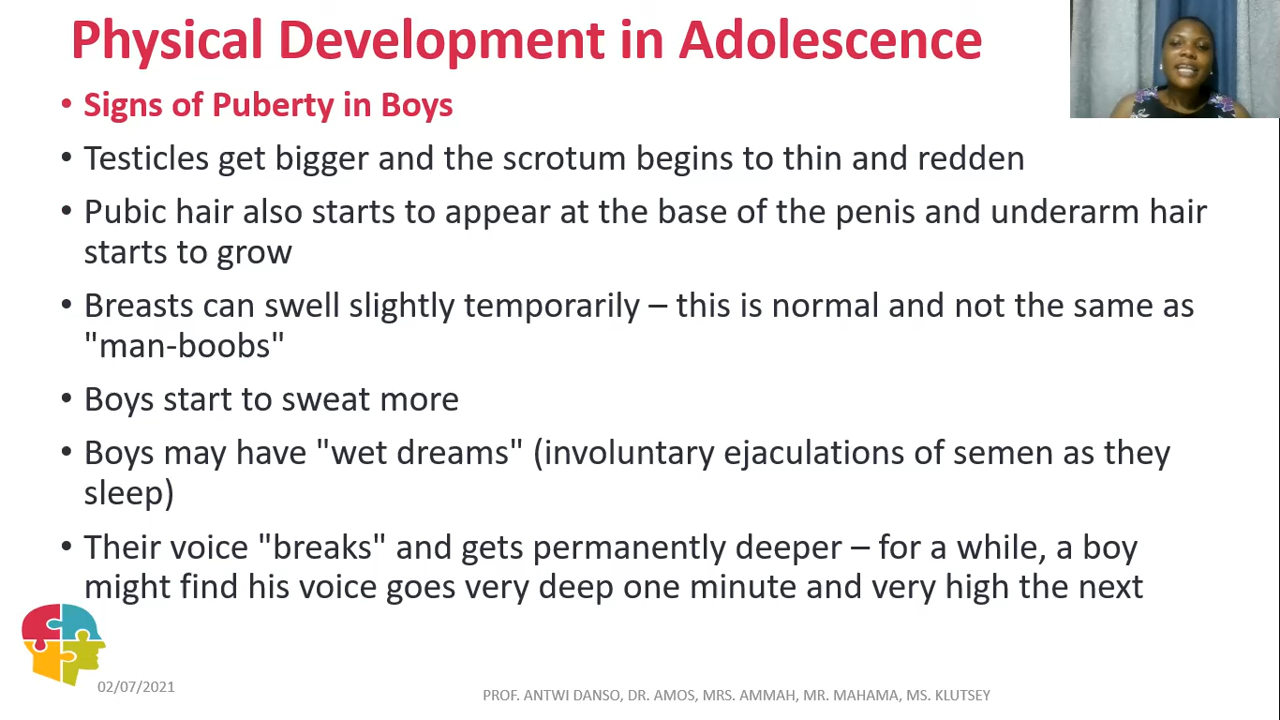 Physical Development in Adolescence
• Signs of Puberty in Boys
• Testicles get bigger and the scrotum begins to thin and redden
• Pubic hair also starts to appear at the base of the penis and underarm hair
starts to grow
• Breasts can swell slightly temporarily – this is normal and not the same as
"man-boobs"
• Boys start to sweat more
• Boys may have "wet dreams" (involuntary ejaculations of semen as they
sleep)
• Their voice "breaks" and gets permanently deeper – for a while, a boy
might find his voice goes very deep one minute and very high the next
02/07/2021
PROF. ANTWI DANSO, DR. AMOS, MRS. AMMAH, MR. MAHAMA, MS. KLUTSEY